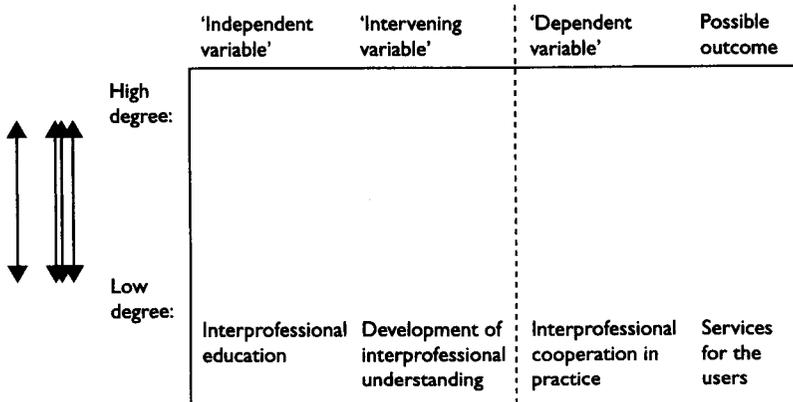 ‘Independent
variable’
‘Intervening
variable’
‘Dependent
variable’
Possible
outcome
High
degree:
Low
degree:
Interprofessional
education
Development of
interprofessional
understanding
Interprofessional
cooperation in
practice
Services
for the
users